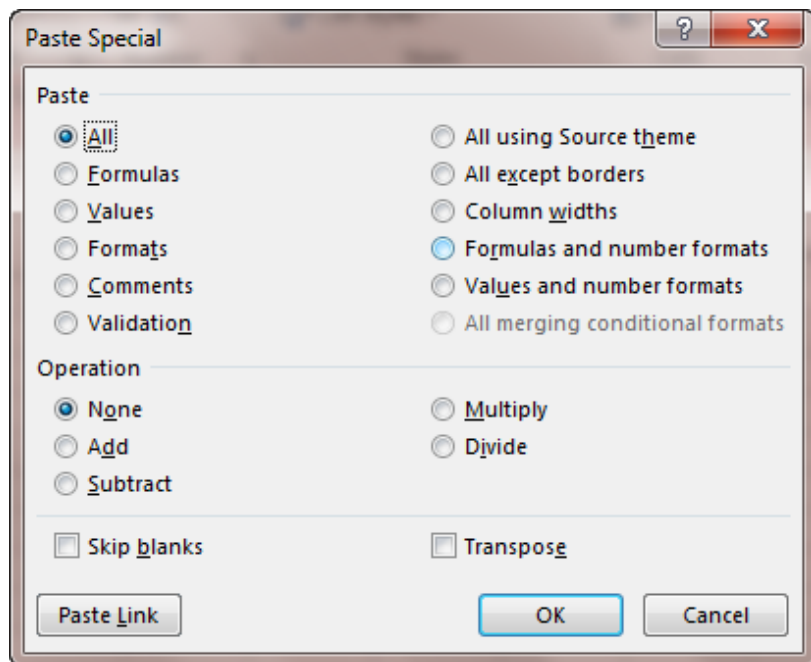 Paste Special
Paste
All
All using Source theme
Formulas
All except borders
Values
Column widths
Formats
Formulas and number formats
Comments
Values and number formats
Validation
All merging conditional formats
Operation
None
Multiply
Add
Divide
Subtract
Skip blanks
Transpose
Paste Link
OK
Cancel